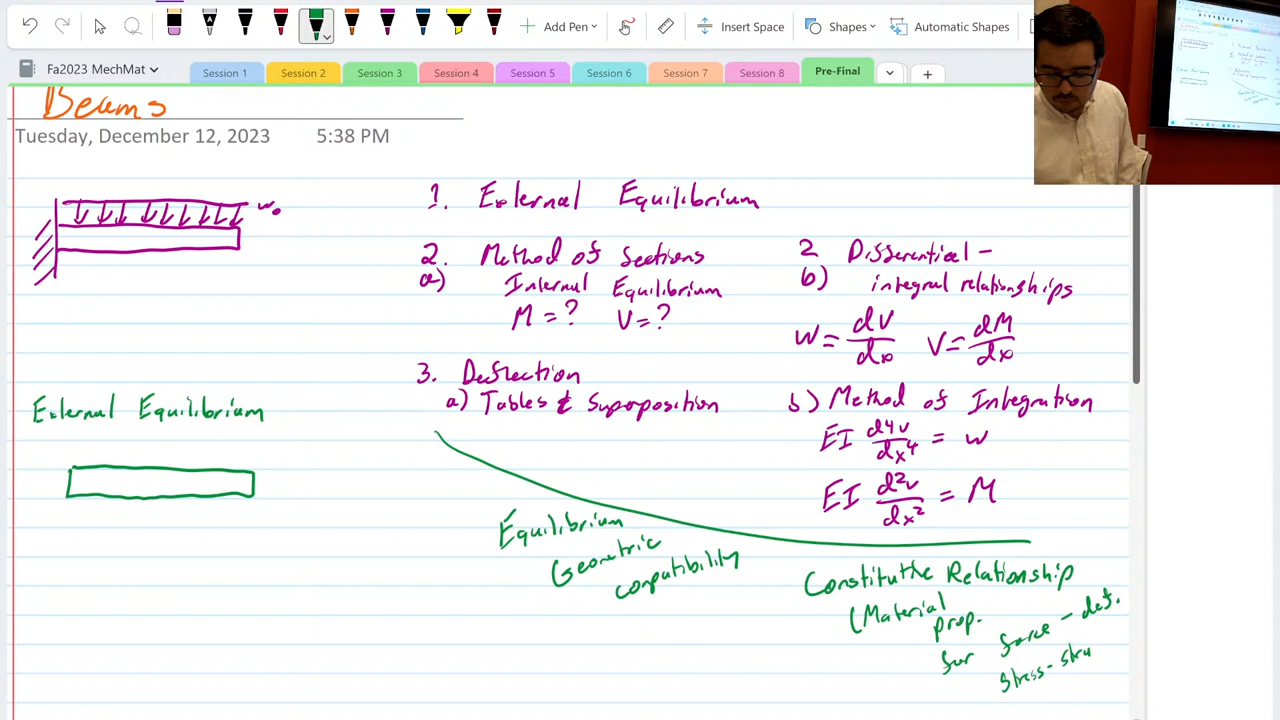 Add Pen
Insert Space
Shapes
Automatic Shapes
Fa2023 MechMat
Session 1
Session 2
Session 3
Session 4
Session 5
Session 6
Session 7
Session 8
Pre-Final
Beams
Tuesday, December 12, 2023 5:38 PM
w₀
1. External Equilibrium
2. Method of Sections
a) Internal Equilibrium
M = ? V = ?
2 Differential -
b) integral relationships
w = dV/dx V = dM/dx
3. Deflection
a) Tables & Superposition
b) Method of Integration
EI d⁴v/dx⁴ = w
EI d²v/dx² = M
External Equilibrium
Equilibrium
Geometric
compatibility
Constitutive Relationship
(Material
prop.
for force - def.
stress - stra